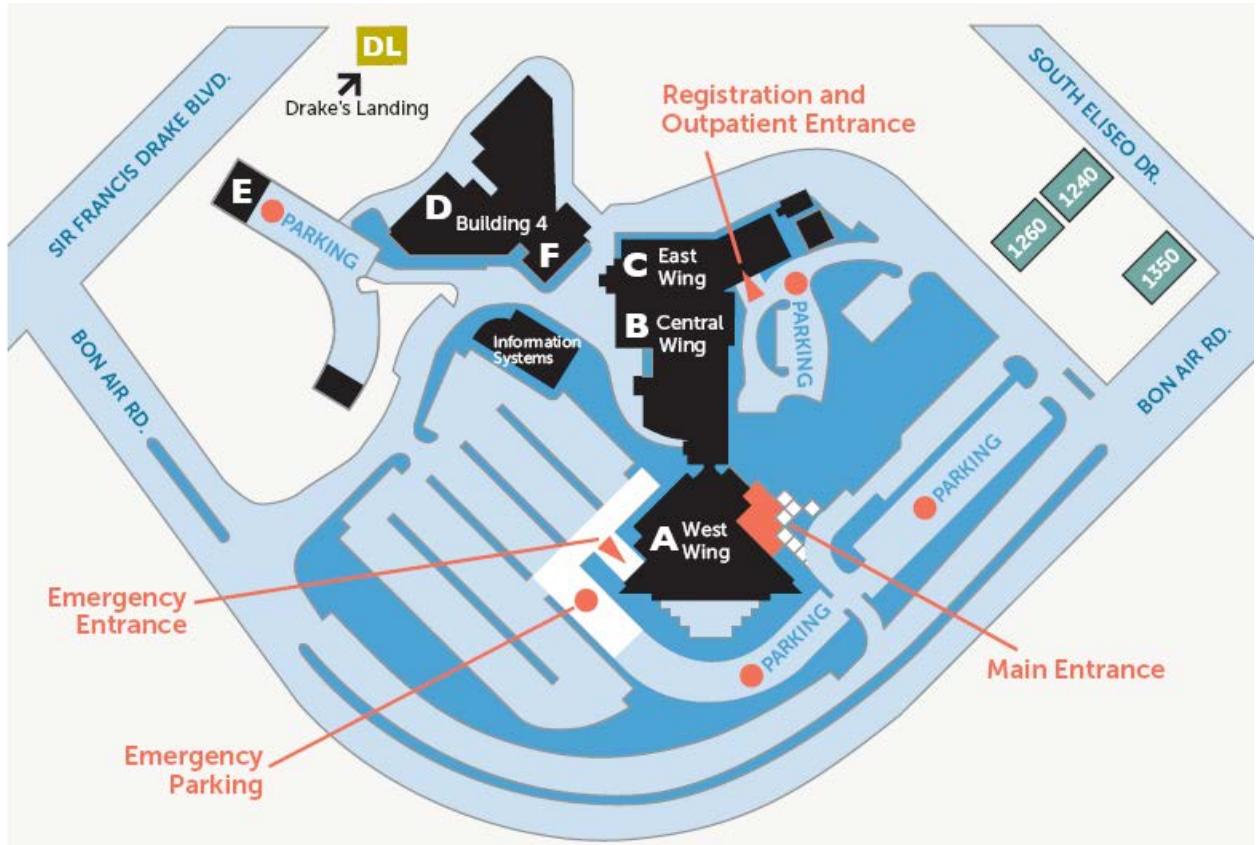 DL
Drake's Landing
SIR FRANCIS DRAKE BLVD.
SOUTH ELISEO DR.
Registration and
Outpatient Entrance
E
PARKING
D
Building 4
F
C
East
Wing
B
Central
Wing
PARKING
1240
1260
1350
Information
Systems
BON AIR RD.
BON AIR RD.
PARKING
A
West
Wing
Emergency
Entrance
PARKING
Main Entrance
Emergency
Parking